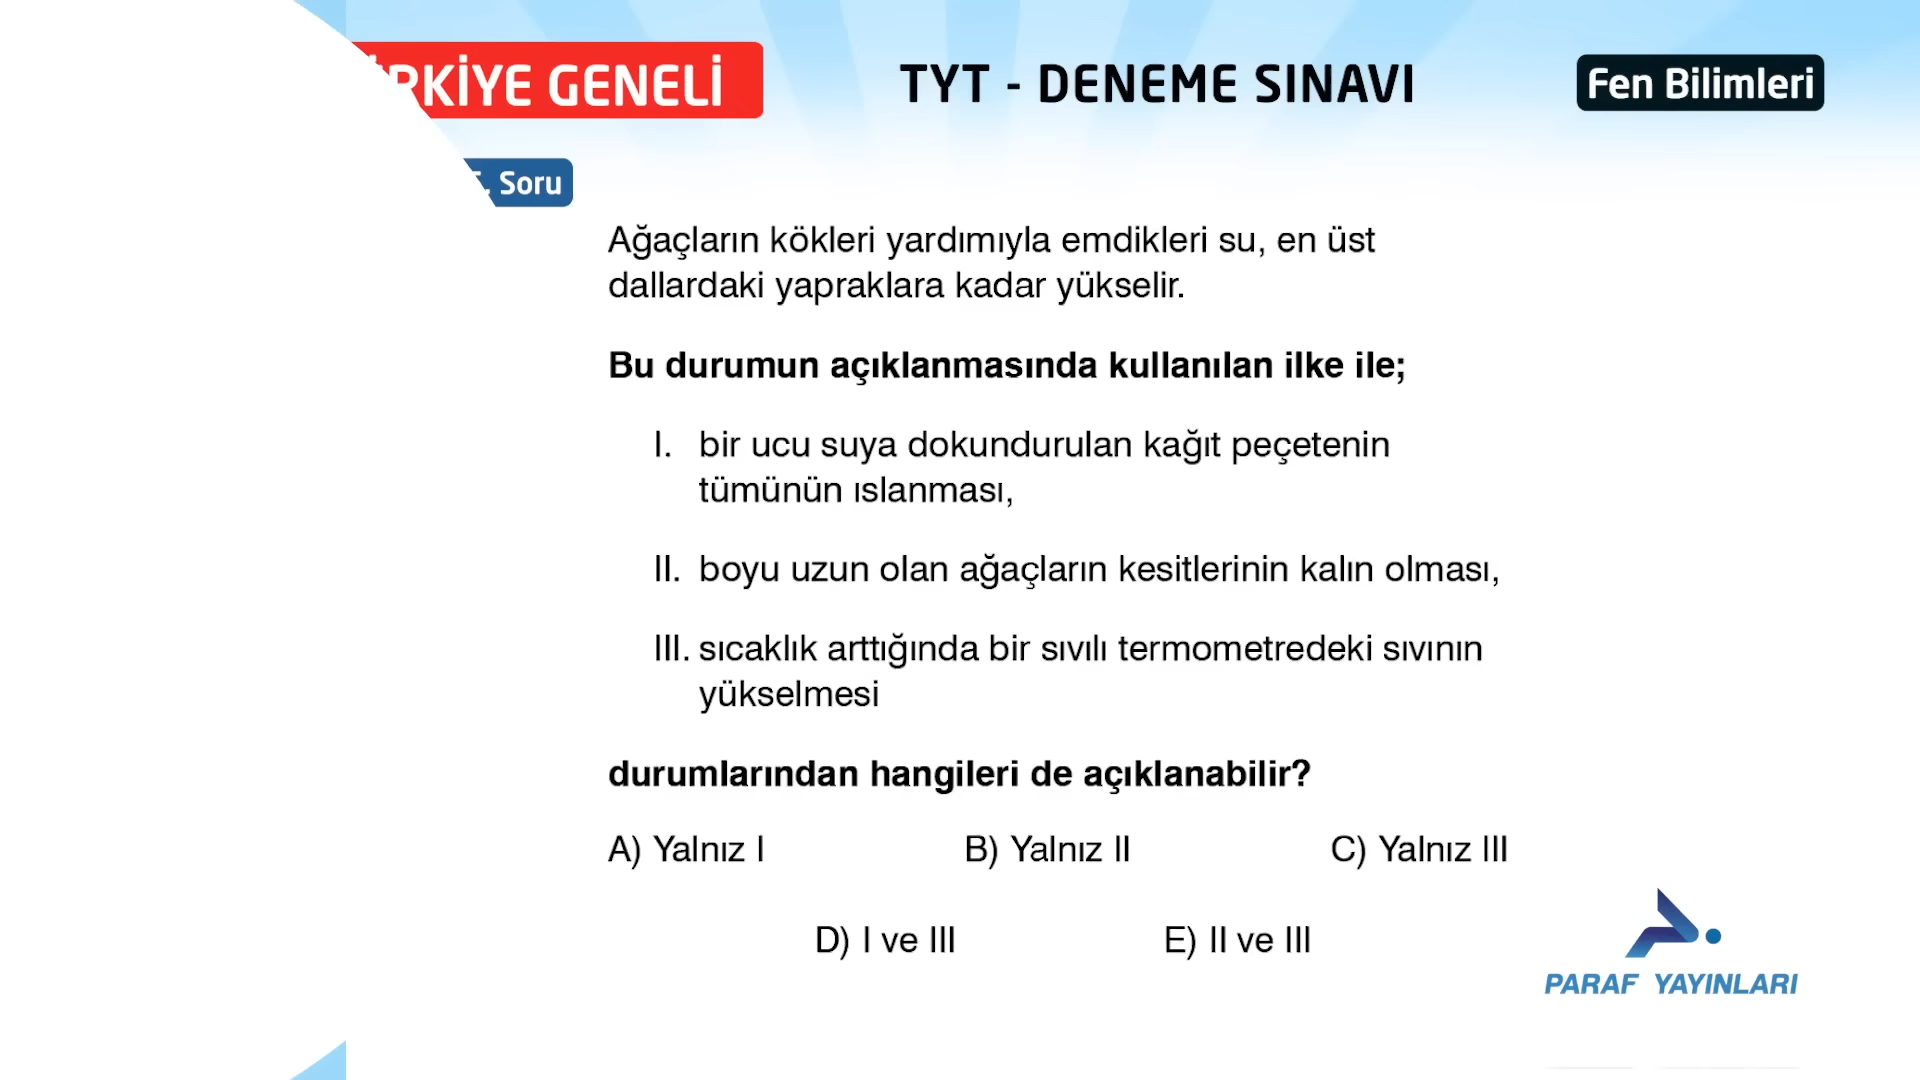 GENELİ
TYT - DENEME SINAVI
Fen Bilimleri
Soru
Ağaçların kökleri yardımıyla emdikleri su, en üst
dallardaki yapraklara kadar yükselir.
Bu durumun açıklanmasında kullanılan ilke ile;
I. bir ucu suya dokundurulan kağıt peçetenin
tümünün ıslanması,
II. boyu uzun olan ağaçların kesitlerinin kalın olması,
III. sıcaklık arttığında bir sıvılı termometredeki sıvının
yükselmesi
durumlarından hangileri de açıklanabilir?
A) Yalnız I B) Yalnız II C) Yalnız III
D) I ve III E) II ve III
PARAF YAYINLARI